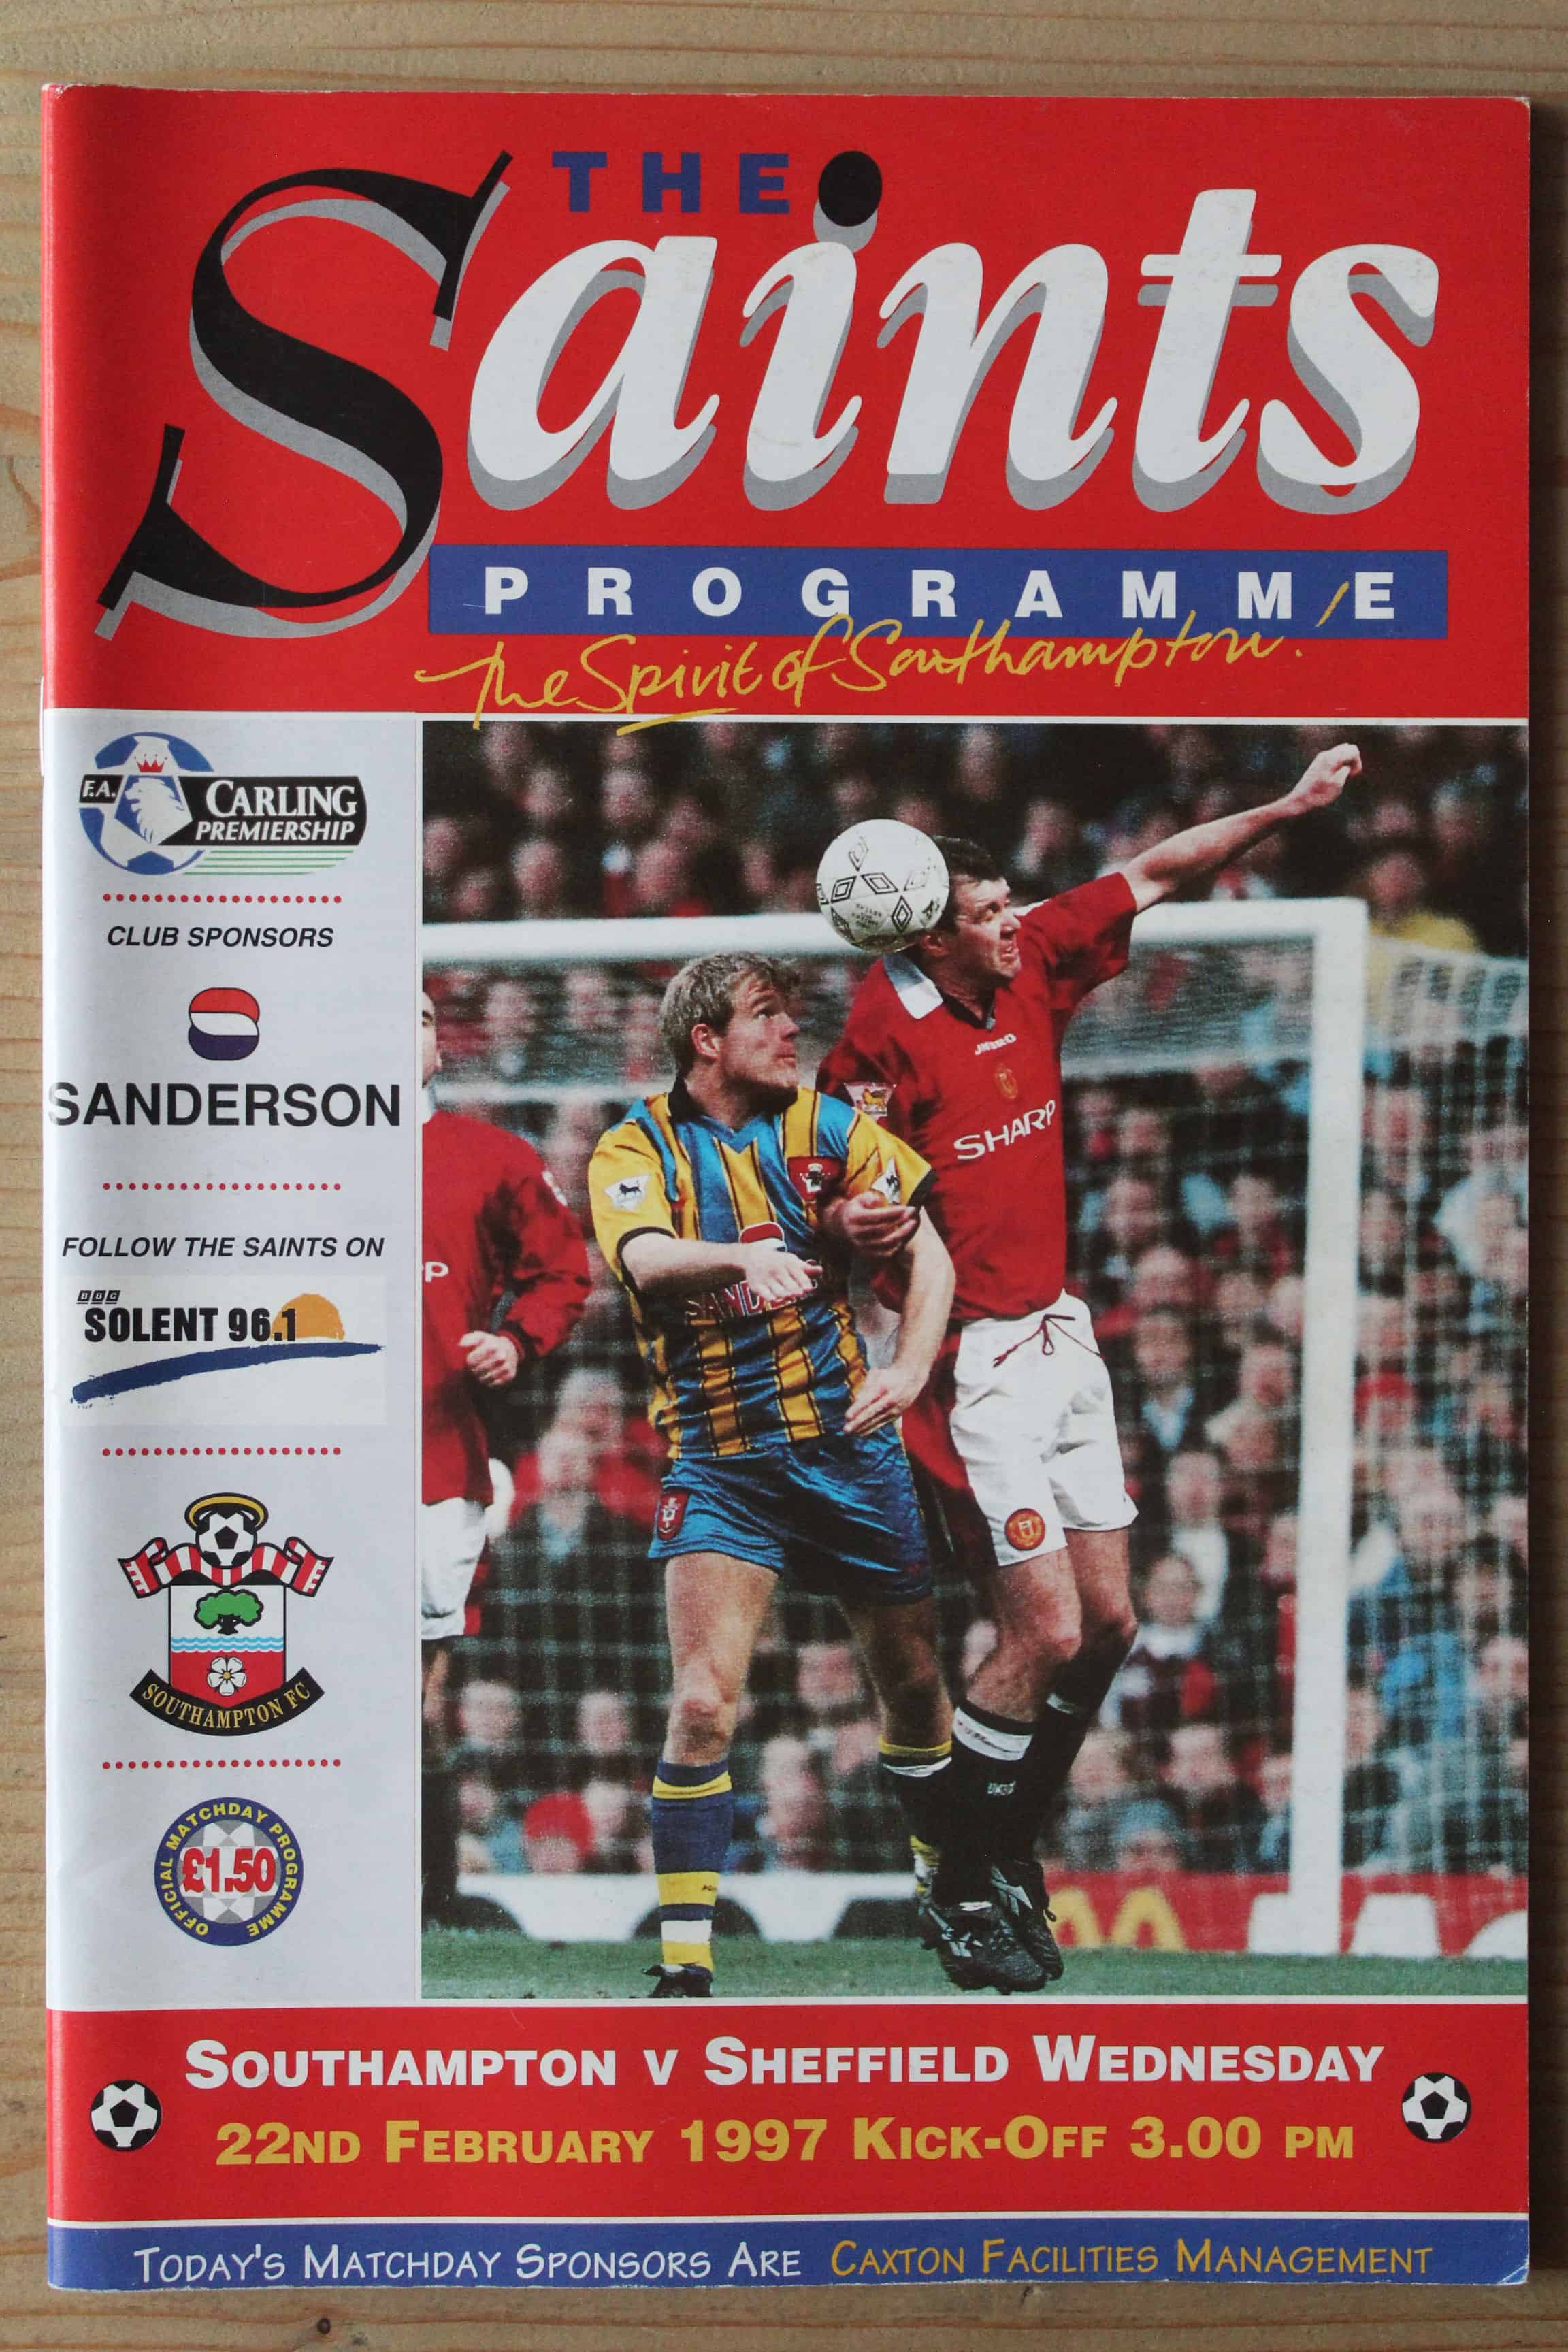 THE
Saints
PROGRAMME
The Spirit of Southampton!
F.A. CARLING
PREMIERSHIP
CLUB SPONSORS
SANDERSON
FOLLOW THE SAINTS ON
BBC
SOLENT 96.1
SOUTHAMPTON FC
OFFICIAL MATCHDAY PROGRAMME
£1.50
UMBRO
SHARP
SAND
P
SOUTHAMPTON V SHEFFIELD WEDNESDAY
22ND FEBRUARY 1997 KICK-OFF 3.00 PM
TODAY'S MATCHDAY SPONSORS ARE CAXTON FACILITIES MANAGEMENT